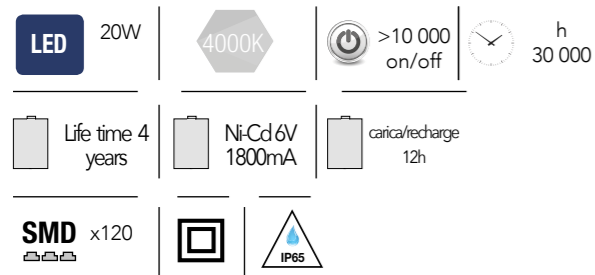 LED 20W
4000K
>10 000
on/off
h
30 000
Life time 4
years
Ni-Cd 6V
1800mA
carica/recharge
12h
SMD x120
IP65